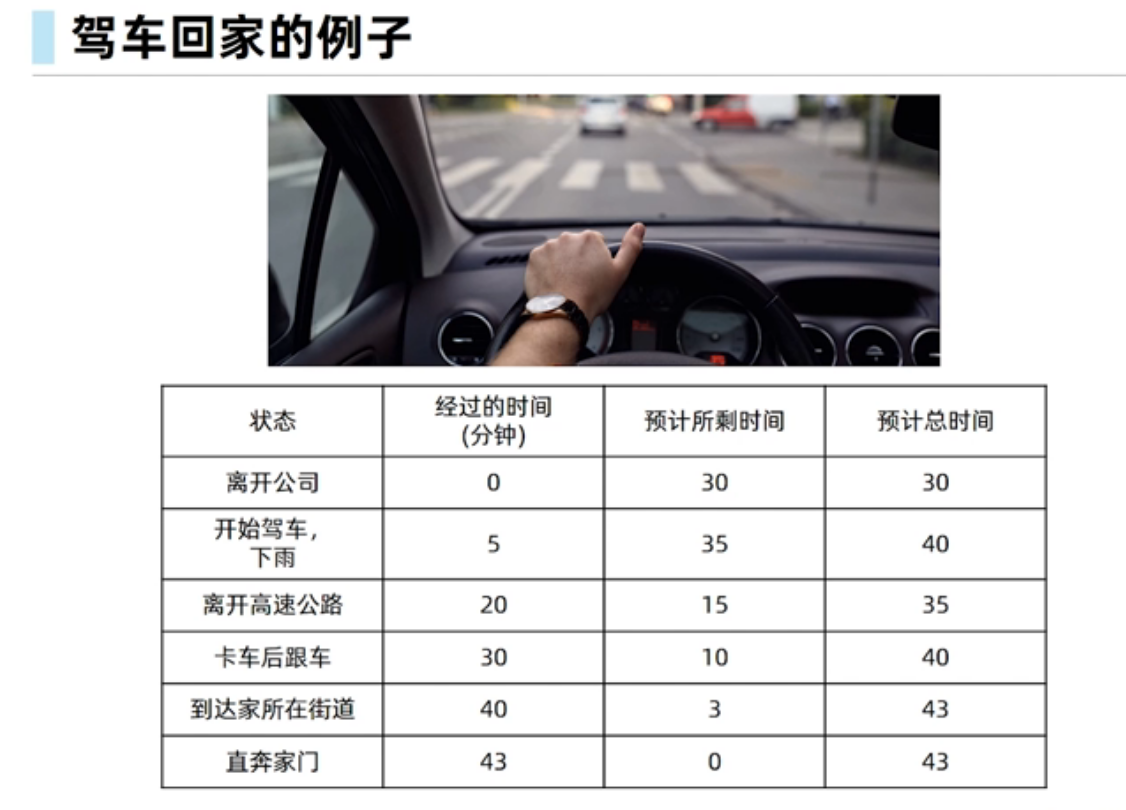 驾车回家的例子
状态 经过的时间 (分钟) 预计所剩时间 预计总时间
离开公司 0 30 30
开始驾车, 下雨 5 35 40
离开高速公路 20 15 35
卡车后跟车 30 10 40
到达家所在街道 40 3 43
直奔家门 43 0 43